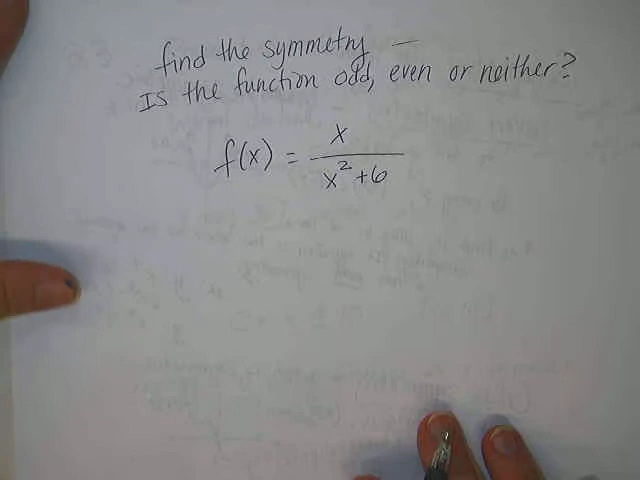 find the symmetry —
Is the function odd, even or neither?
f(x) = x / x²+6